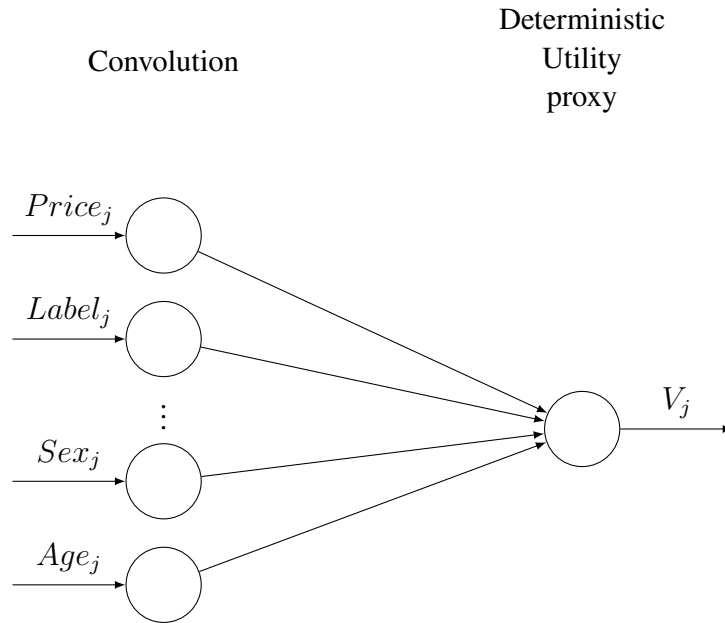 Deterministic
Convolution Utility
proxy
Price_j
Label_j
⋮
Sex_j
V_j
Age_j